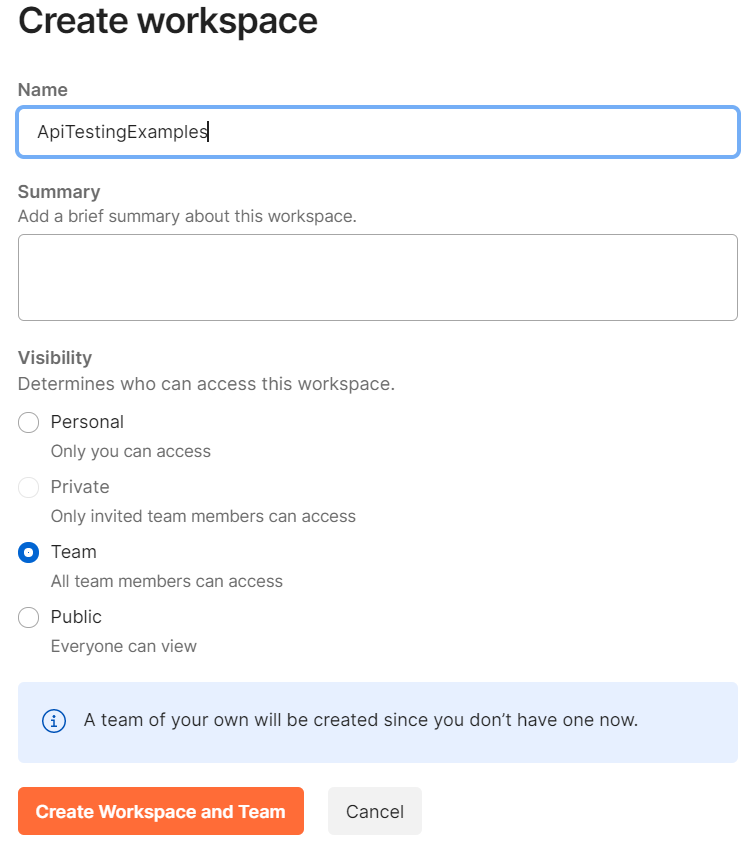 Create workspace
Name
ApiTestingExamples
Summary
Add a brief summary about this workspace.
Visibility
Determines who can access this workspace.
Personal
Only you can access
Private
Only invited team members can access
Team
All team members can access
Public
Everyone can view
A team of your own will be created since you don’t have one now.
Create Workspace and Team
Cancel